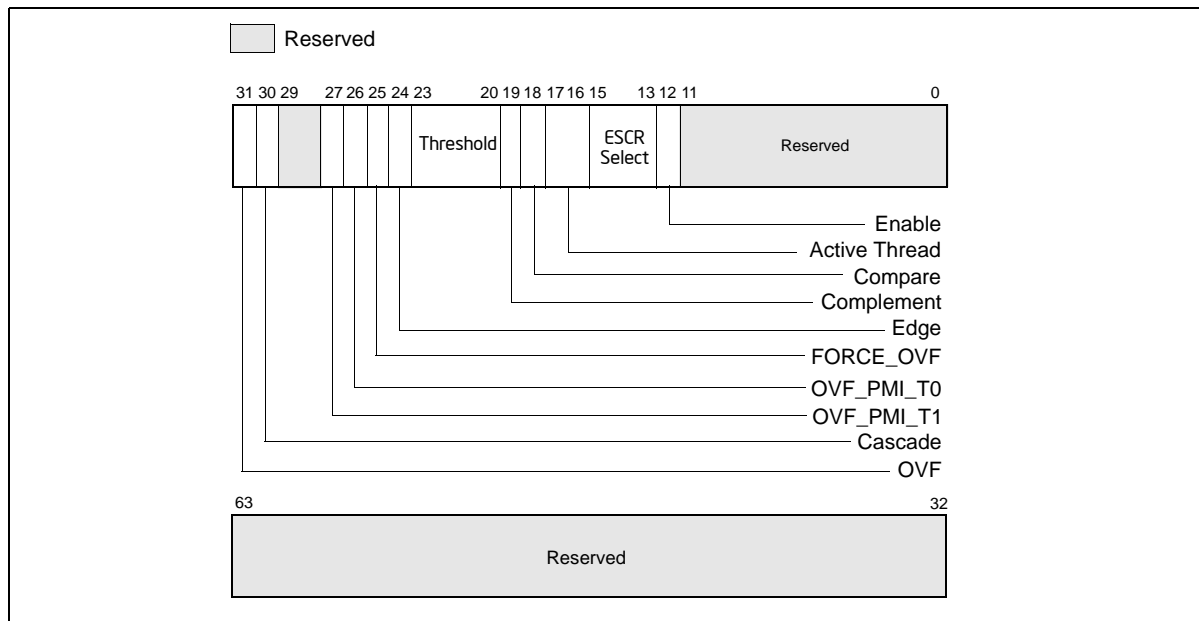 Reserved
31 30 29 27 26 25 24 23 20 19 18 17 16 15 13 12 11 0
Threshold ESCR Select Reserved
Enable
Active Thread
Compare
Complement
Edge
FORCE_OVF
OVF_PMI_T0
OVF_PMI_T1
Cascade
OVF
63 32
Reserved